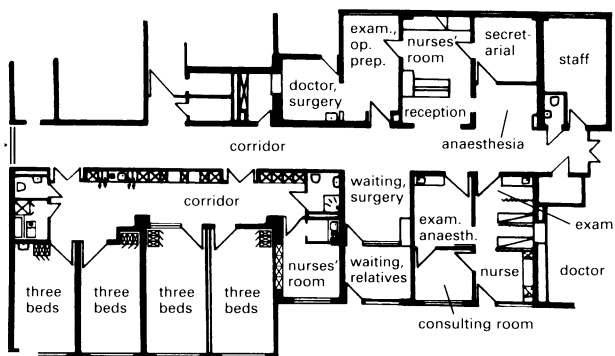 exam.,
op.
prep.
nurses'
room
secret-
arial
staff
doctor,
surgery
reception
anaesthesia
corridor
corridor
waiting,
surgery
exam.
anaesth.
exam
nurses'
room
waiting,
relatives
nurse
doctor
three
beds
three
beds
three
beds
three
beds
consulting room